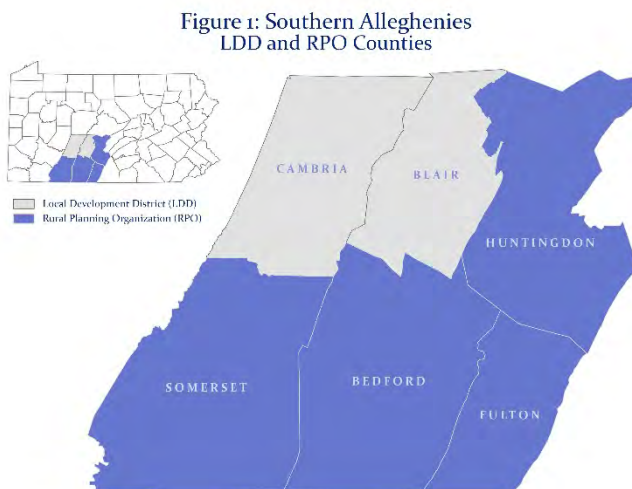 Figure 1: Southern Alleghenies
LDD and RPO Counties
CAMBRIA
BLAIR
Local Development District (LDD)
Rural Planning Organization (RPO)
HUNTINGDON
SOMERSET
BEDFORD
FULTON